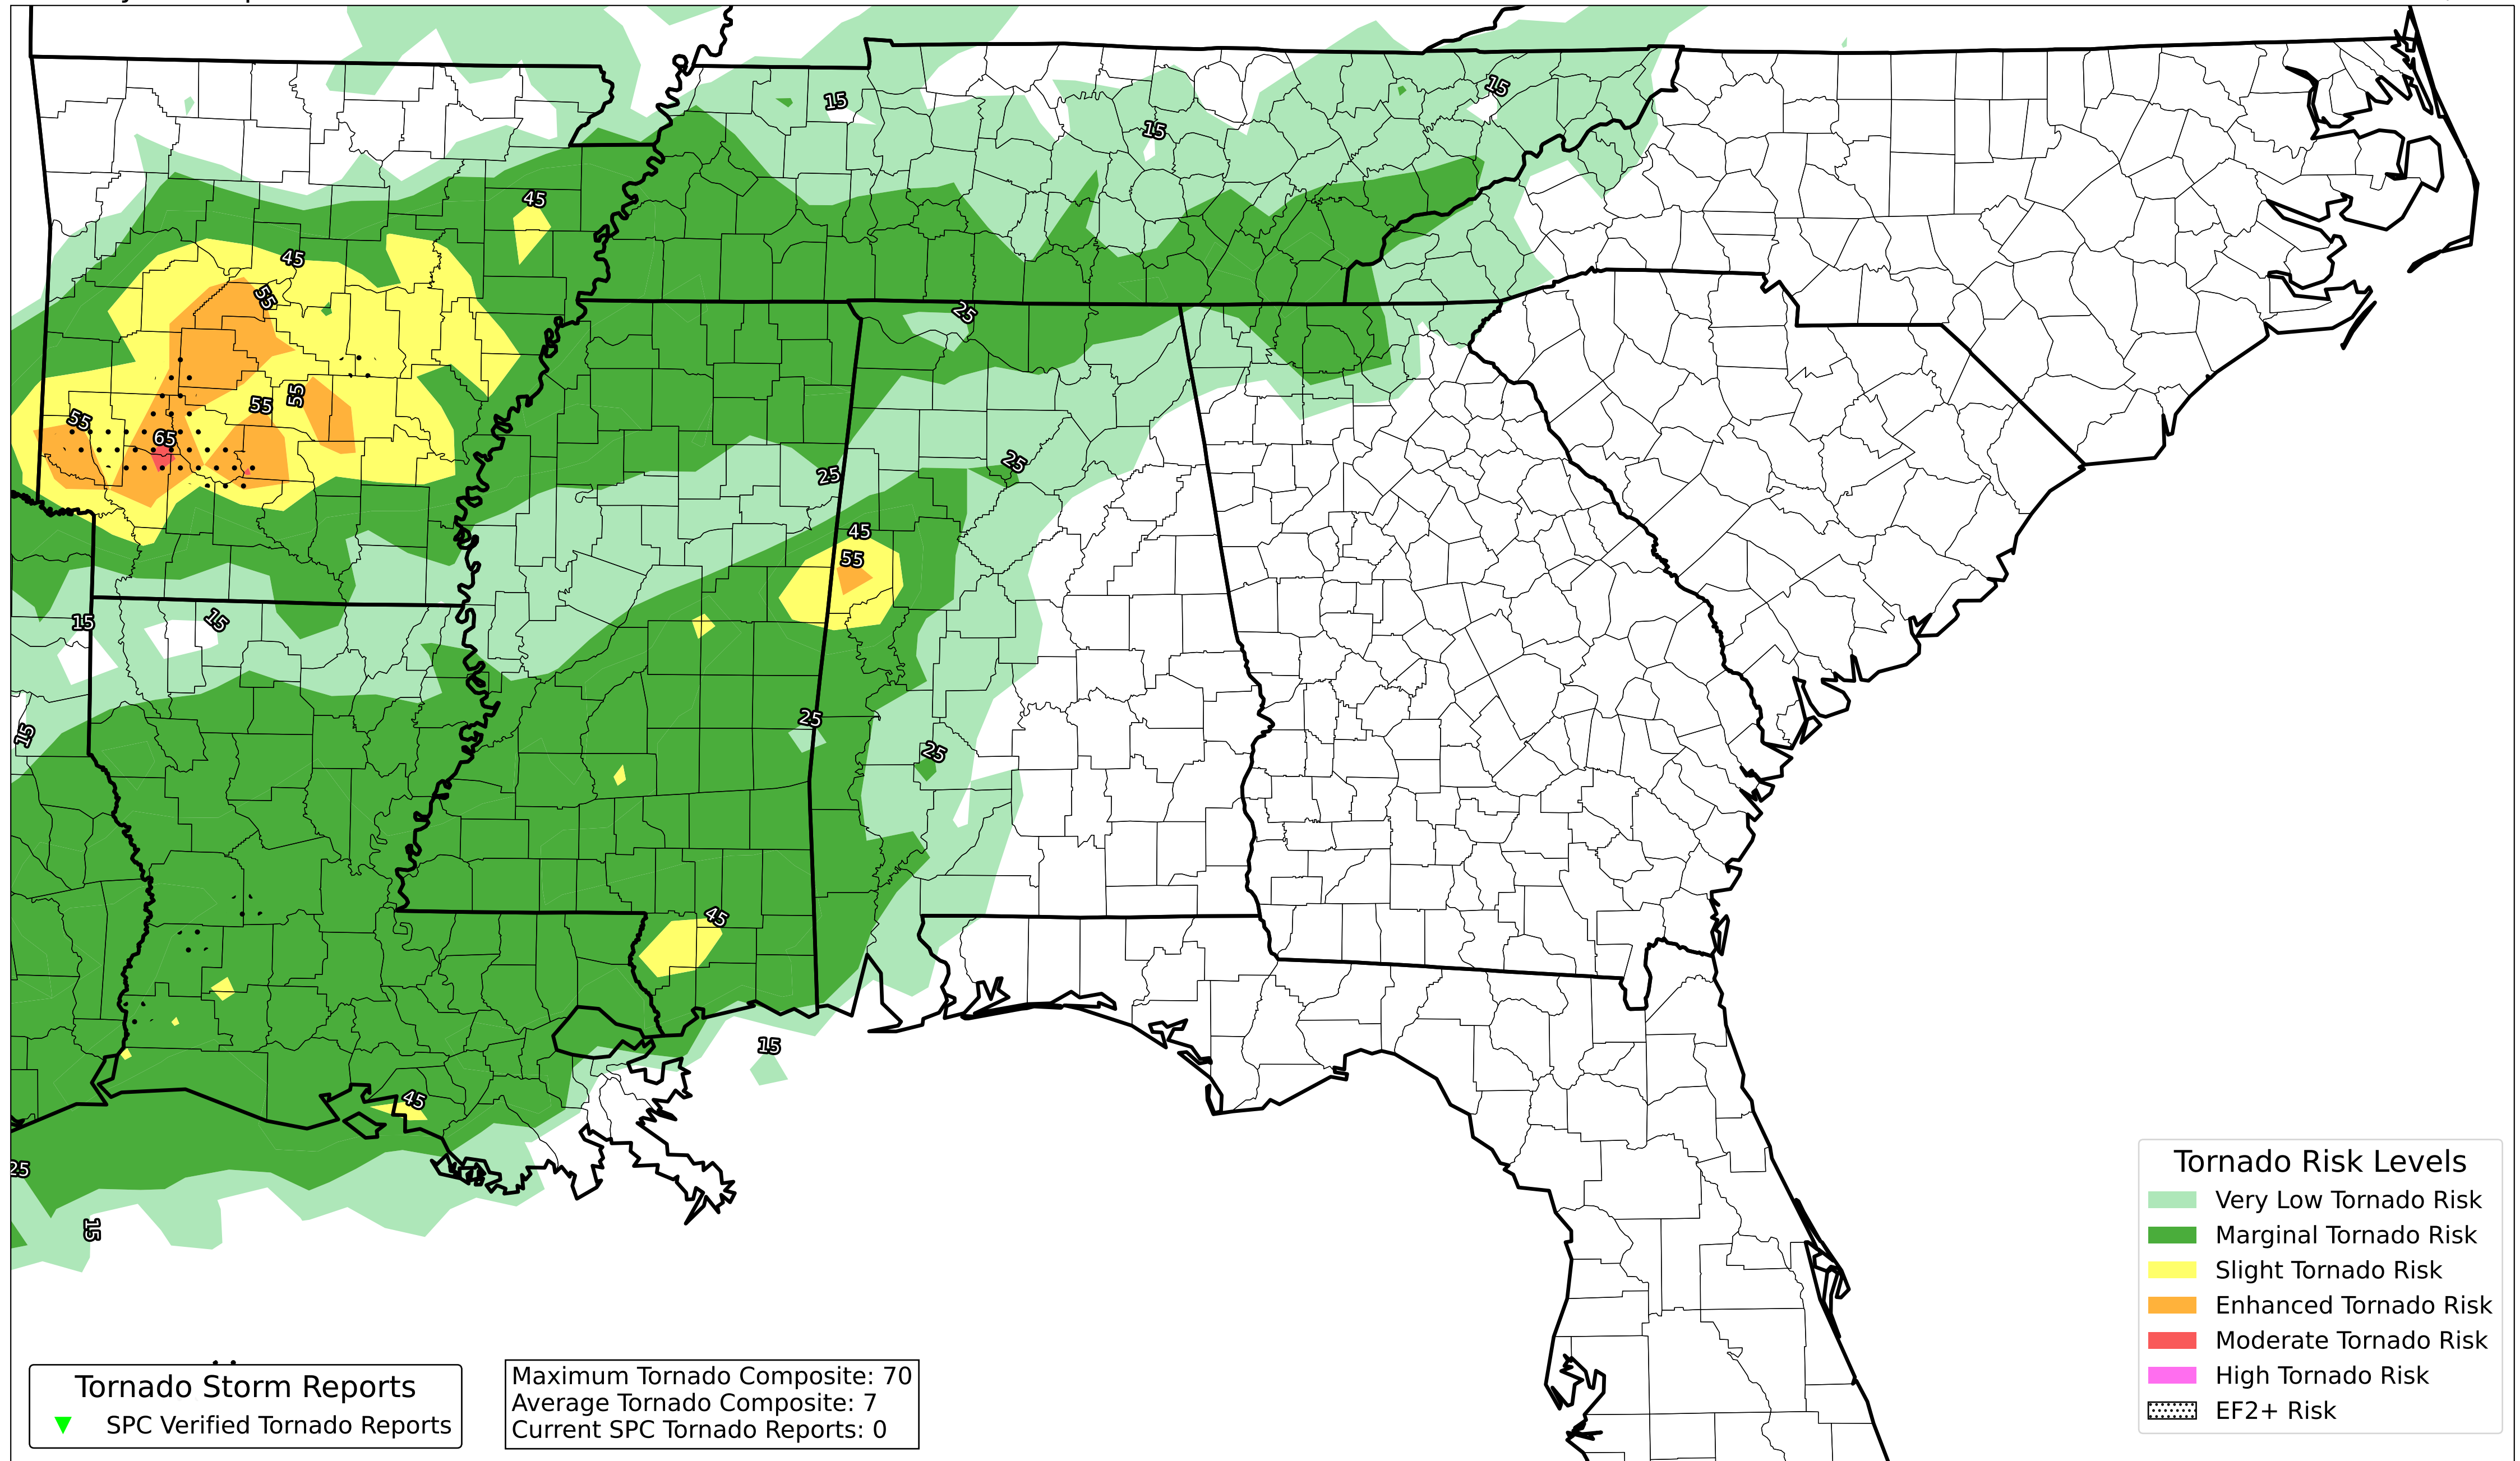 15
15
15
45
45
55
25
55
55
55
65
25
25
45
55
15
15
25
15
25
45
15
45
25
15
Tornado Risk Levels
Very Low Tornado Risk
Marginal Tornado Risk
Slight Tornado Risk
Enhanced Tornado Risk
Moderate Tornado Risk
High Tornado Risk
EF2+ Risk
Tornado Storm Reports
SPC Verified Tornado Reports
Maximum Tornado Composite: 70
Average Tornado Composite: 7
Current SPC Tornado Reports: 0